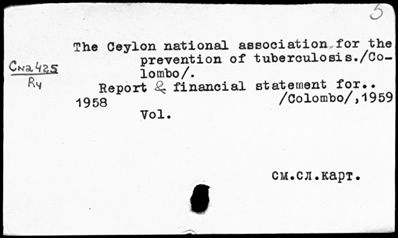 5
The Ceylon national association for the
prevention of tuberculosis./Co-
lombo/.
Cna425
Ry
Report & financial statement for..
1958 /Colombo/,1959
Vol.
см.сл.карт.